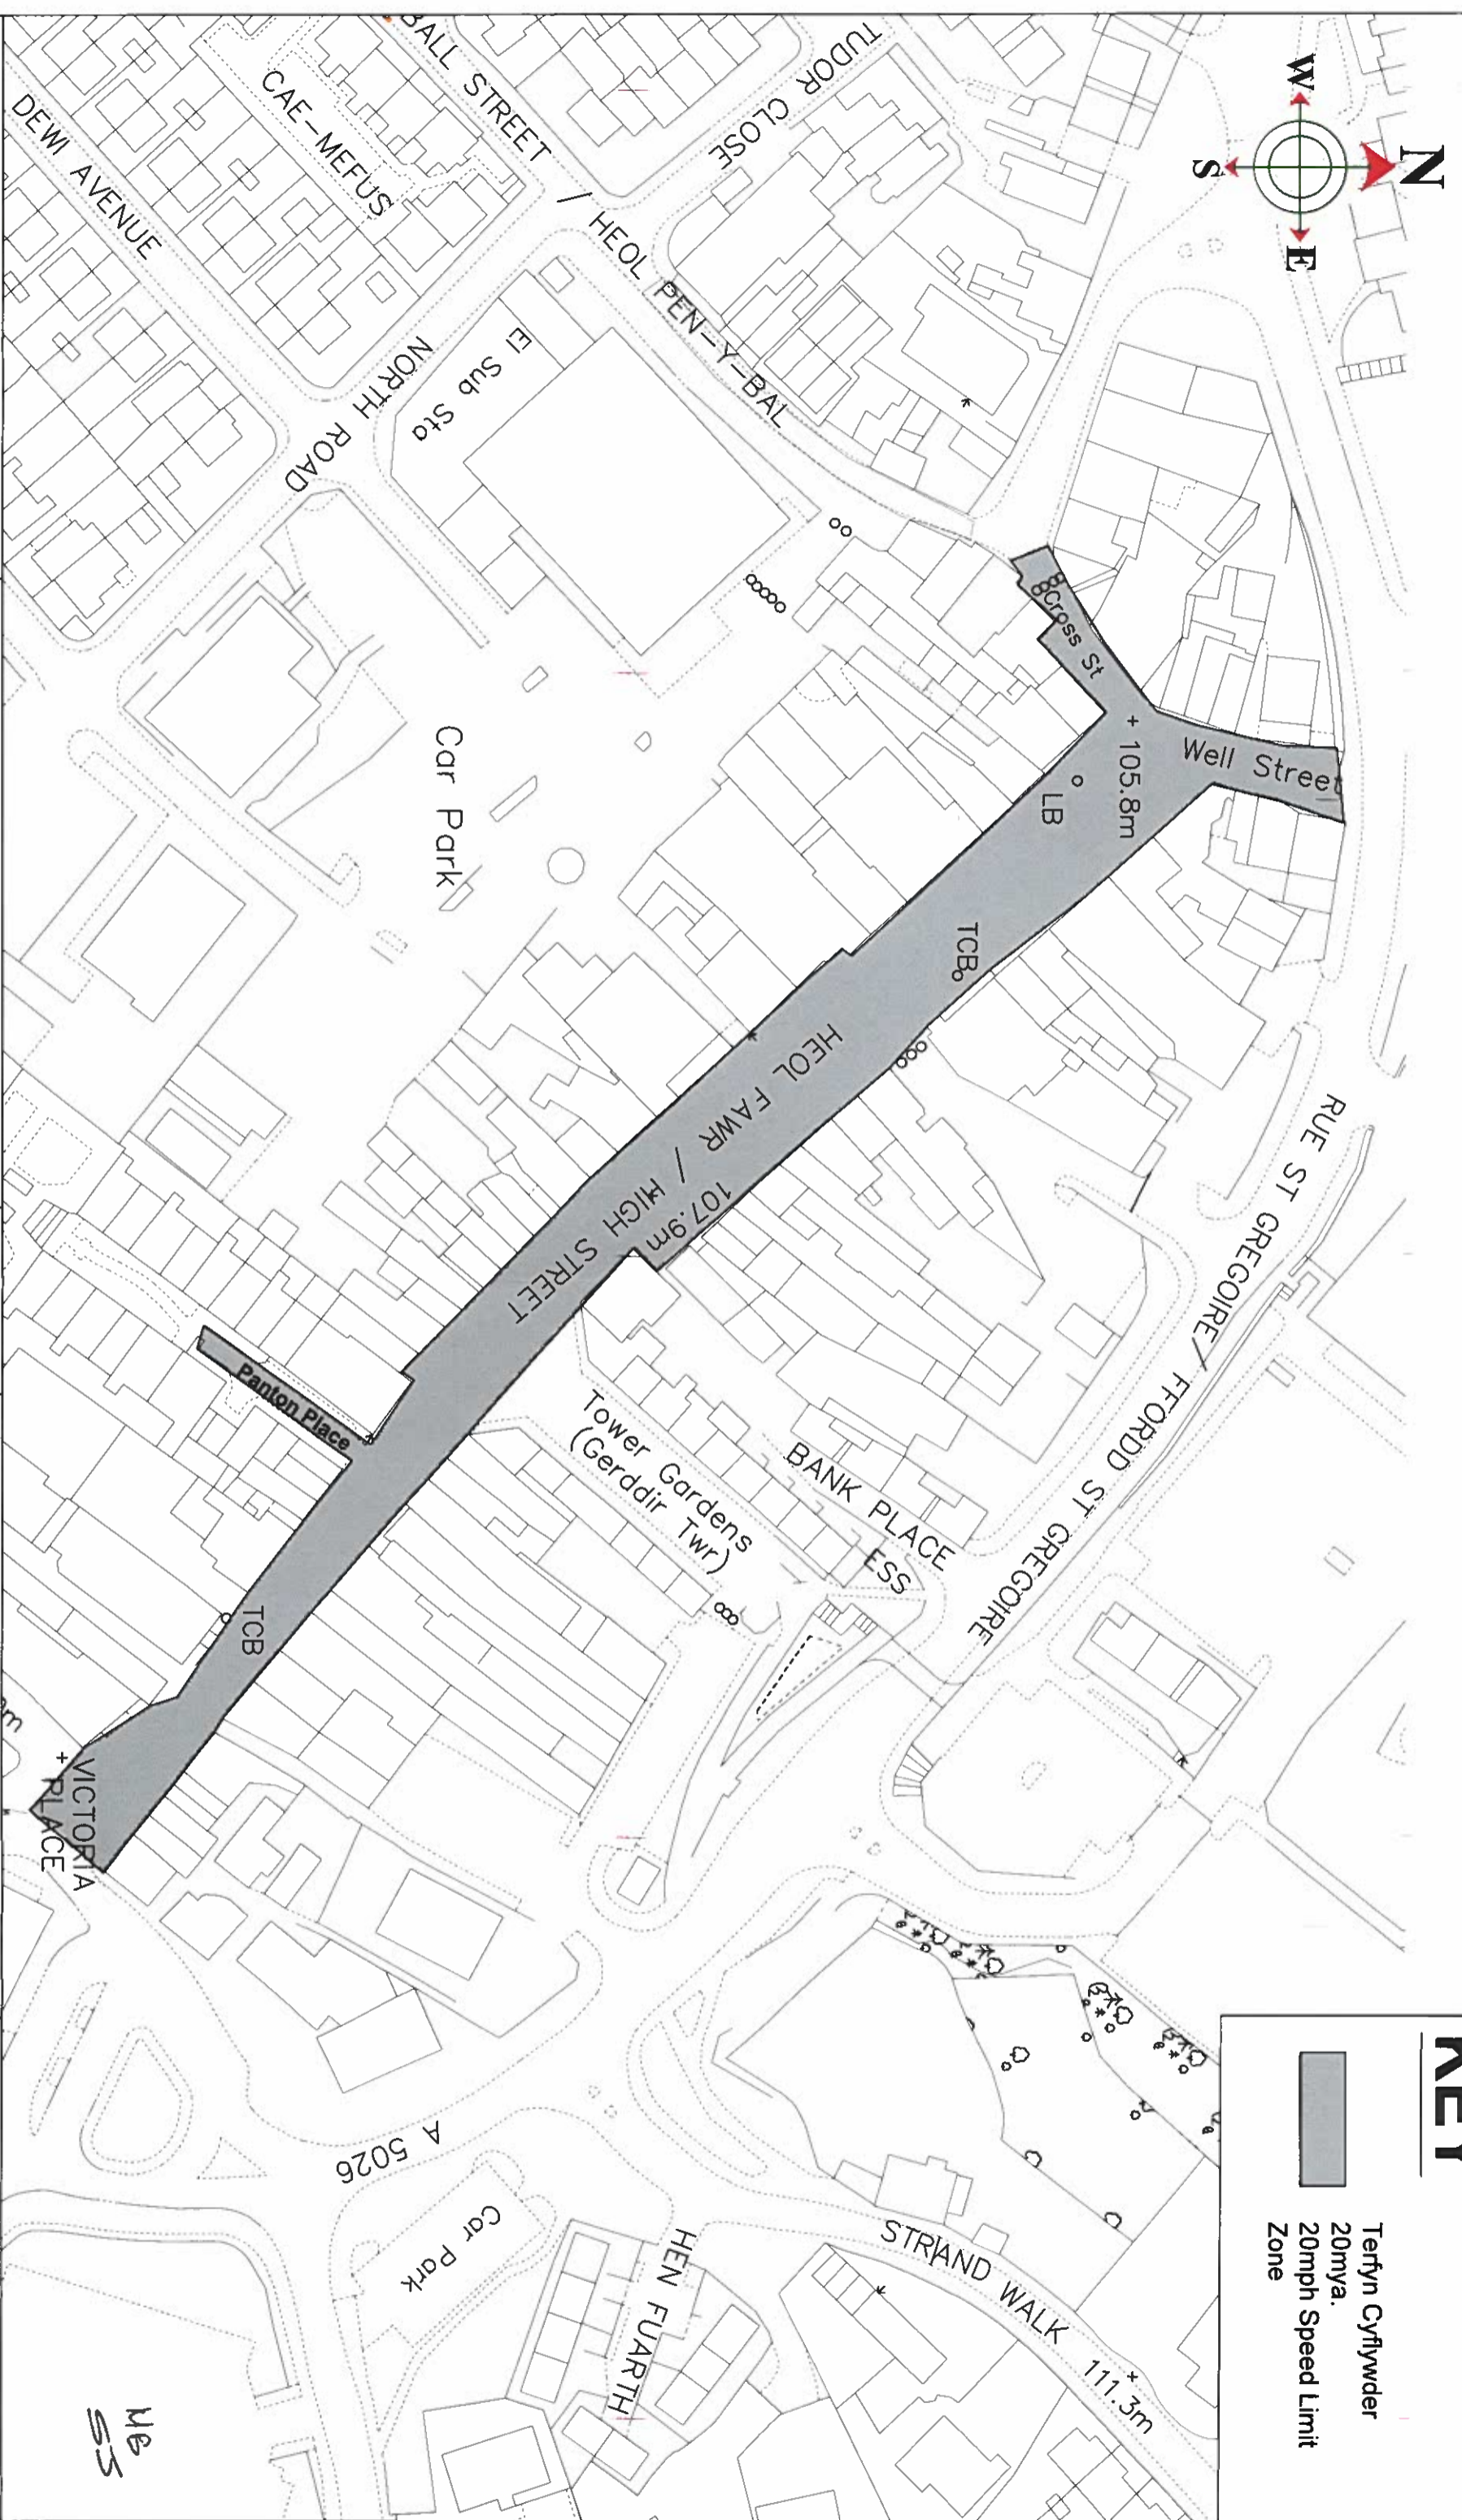 N
W
E
S
KEY
Terfyn Cyflywder
20mya.
20mph Speed Limit
Zone
TUDOR CLOSE
BALL STREET / HEOL PEN-Y-BAL
CAE-MEFUS
DEWI AVENUE
NORTH ROAD
El Sub Sta
Cross St
Well Street
+ 105.8m
LB
TCB
Car Park
HEOL FAWR / HIGH STREET
107.9m
RUE ST GREGOIRE/ FFORDD ST GREGOIRE
Tower Gardens
(Gerddir Twr)
BANK PLACE
ESS
Panton Place
TCB
VICTORIA
+ PLACE
m
A 5026
Car Park
HEN FUARTH
STRAND WALK
111.3m
+
MB
SS